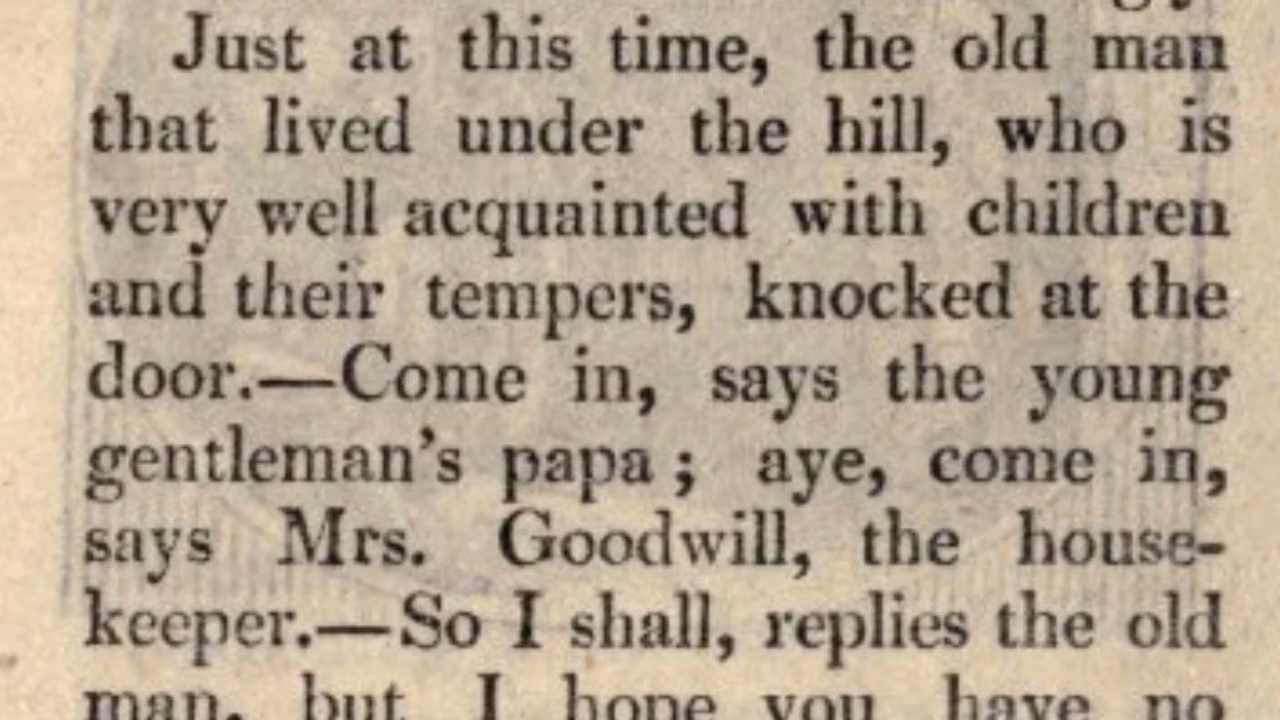 Just at this time, the old man
that lived under the hill, who is
very well acquainted with children
and their tempers, knocked at the
door.—Come in, says the young
gentleman's papa; aye, come in,
says Mrs. Goodwill, the house-
keeper.—So I shall, replies the old
man, but I hope you have no